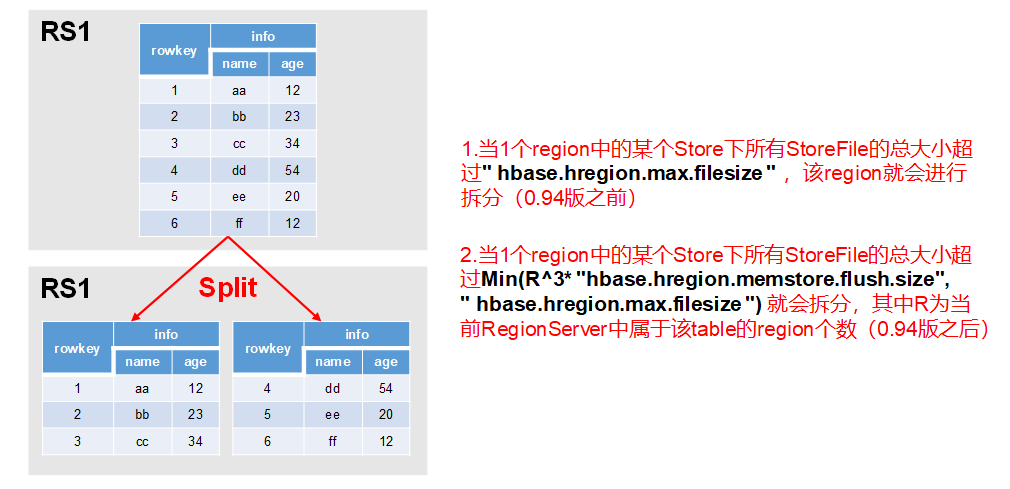 RS1
rowkey info
name age
1 aa 12
2 bb 23
3 cc 34
4 dd 54
5 ee 20
6 ff 12
Split
RS1
rowkey info
name age
1 aa 12
2 bb 23
3 cc 34
rowkey info
name age
4 dd 54
5 ee 20
6 ff 12
1.当1个region中的某个Store下所有StoreFile的总大小超
过" hbase.hregion.max.filesize "，该region就会进行
拆分（0.94版之前）
2.当1个region中的某个Store下所有StoreFile的总大小超
过Min(R^3* "hbase.hregion.memstore.flush.size",
" hbase.hregion.max.filesize ") 就会拆分，其中R为当
前RegionServer中属于该table的region个数（0.94版之后）